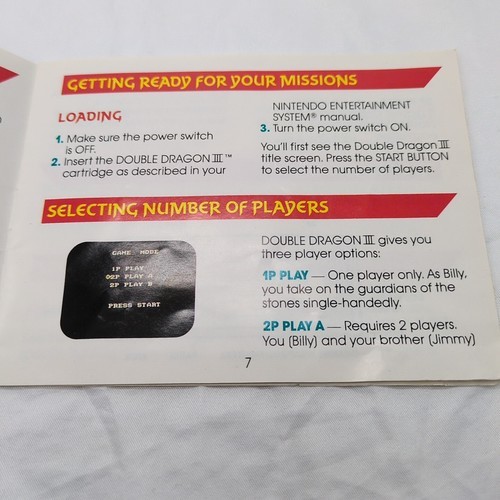 GETTING READY FOR YOUR MISSIONS
LOADING
1. Make sure the power switch
is OFF.
2. Insert the DOUBLE DRAGON III™
cartridge as described in your
NINTENDO ENTERTAINMENT
SYSTEM® manual.
3. Turn the power switch ON.
You'll first see the Double Dragon III
title screen. Press the START BUTTON
to select the number of players.
SELECTING NUMBER OF PLAYERS
GAME MODE
1P PLAY
2P PLAY A
2P PLAY B
PRESS START
DOUBLE DRAGON III gives you
three player options:
1P PLAY — One player only. As Billy,
you take on the guardians of the
stones single-handedly.
2P PLAY A — Requires 2 players.
You (Billy) and your brother (Jimmy)
7